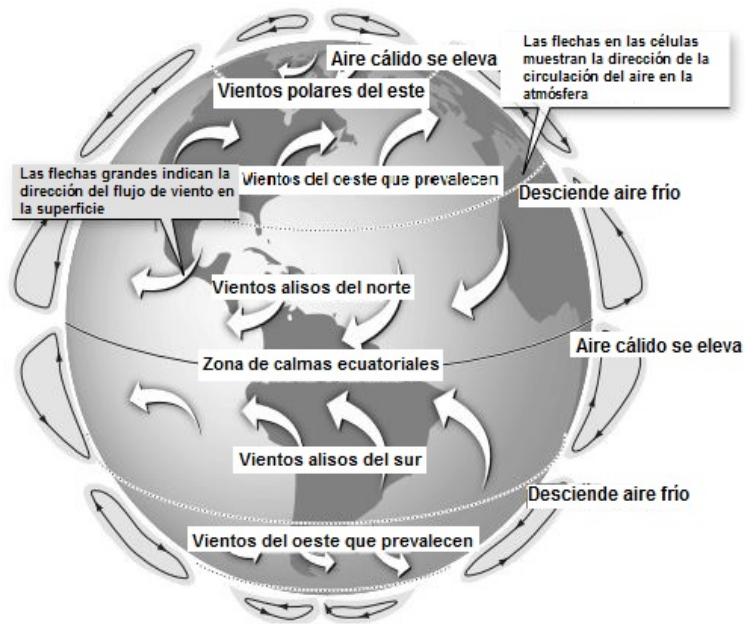 Aire cálido se eleva
Vientos polares del este
Las flechas en las células
muestran la dirección de la
circulación del aire en la
atmósfera
Las flechas grandes indican la
dirección del flujo de viento en
la superficie
Vientos del oeste que prevalecen
Desciende aire frío
Vientos alisos del norte
Aire cálido se eleva
Zona de calmas ecuatoriales
Vientos alisos del sur
Desciende aire frío
Vientos del oeste que prevalecen